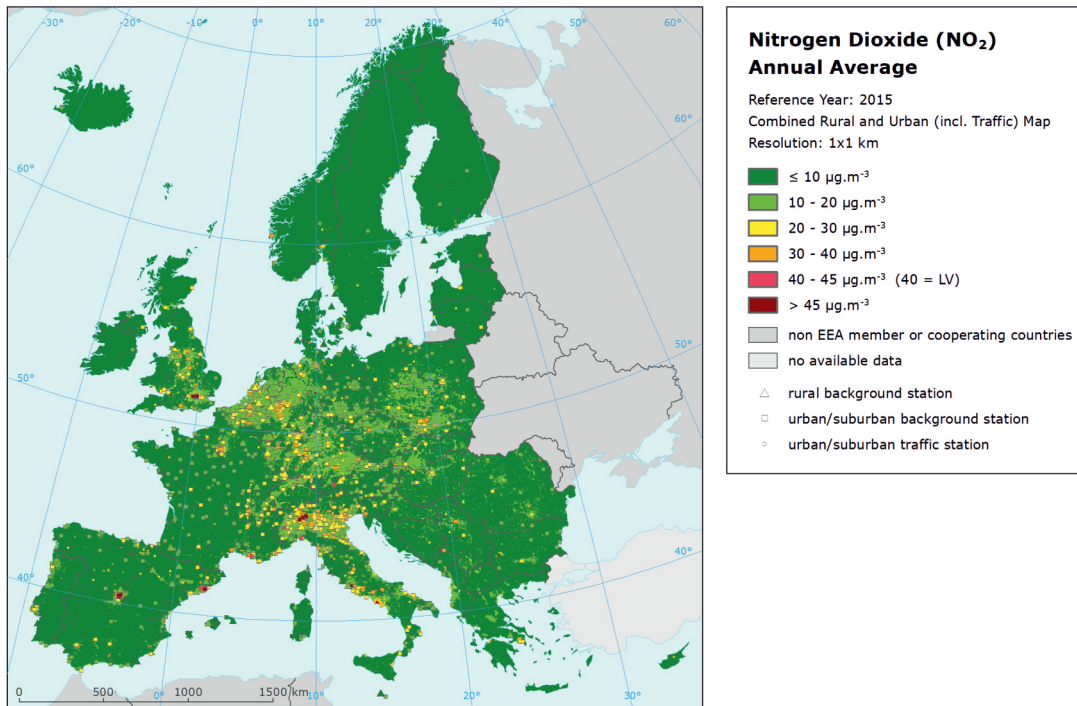 -30° -20° -10° 0° 10° 20° 30° 40° 50° 60°
60°
60°
50°
50°
40°
40°
0 500 1000 1500 km
0° 10° 20° 30°
Nitrogen Dioxide (NO₂)
Annual Average
Reference Year: 2015
Combined Rural and Urban (incl. Traffic) Map
Resolution: 1x1 km
≤ 10 µg.m⁻³
10 - 20 µg.m⁻³
20 - 30 µg.m⁻³
30 - 40 µg.m⁻³
40 - 45 µg.m⁻³ (40 = LV)
> 45 µg.m⁻³
non EEA member or cooperating countries
no available data
rural background station
urban/suburban background station
urban/suburban traffic station